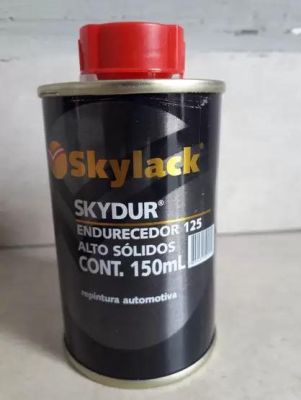 Skylack®
SKYDUR®
ENDURECEDOR 125
ALTO SÓLIDOS
CONT. 150mL
repintura automotiva